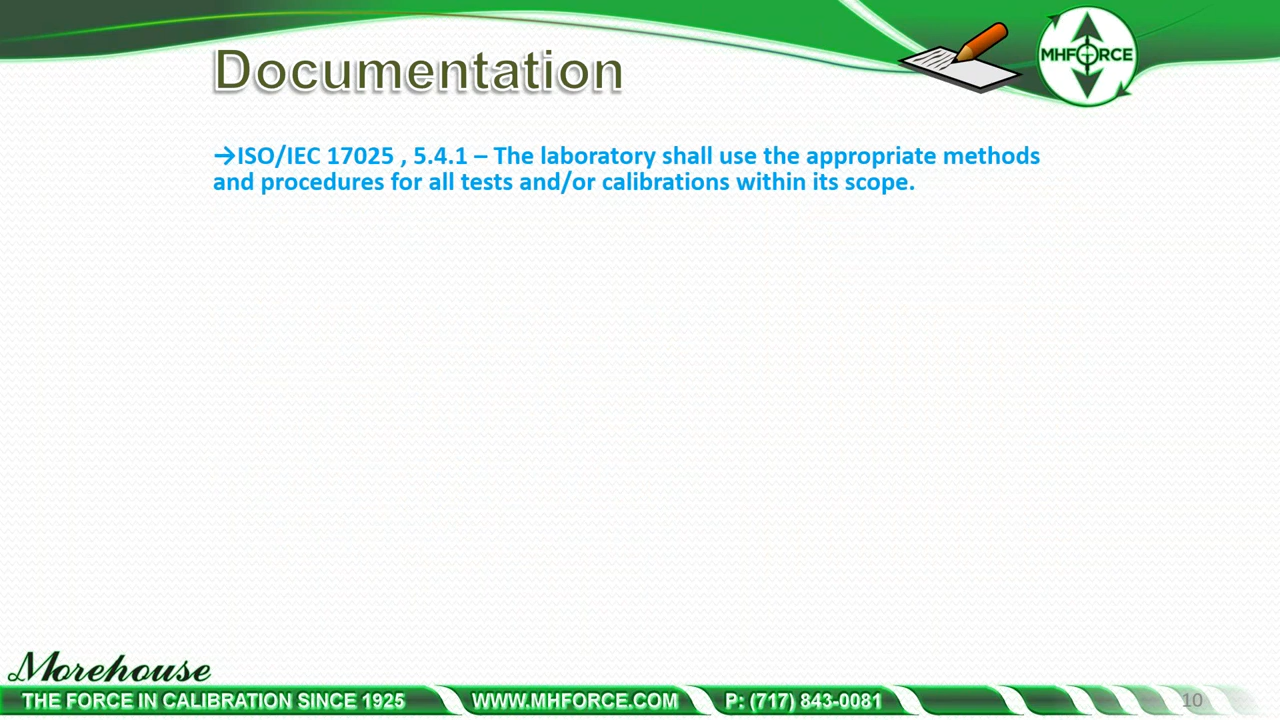 Documentation
MHFORCE
→ISO/IEC 17025 , 5.4.1 – The laboratory shall use the appropriate methods
and procedures for all tests and/or calibrations within its scope.
Morehouse
THE FORCE IN CALIBRATION SINCE 1925 WWW.MHFORCE.COM P: (717) 843-0081 10